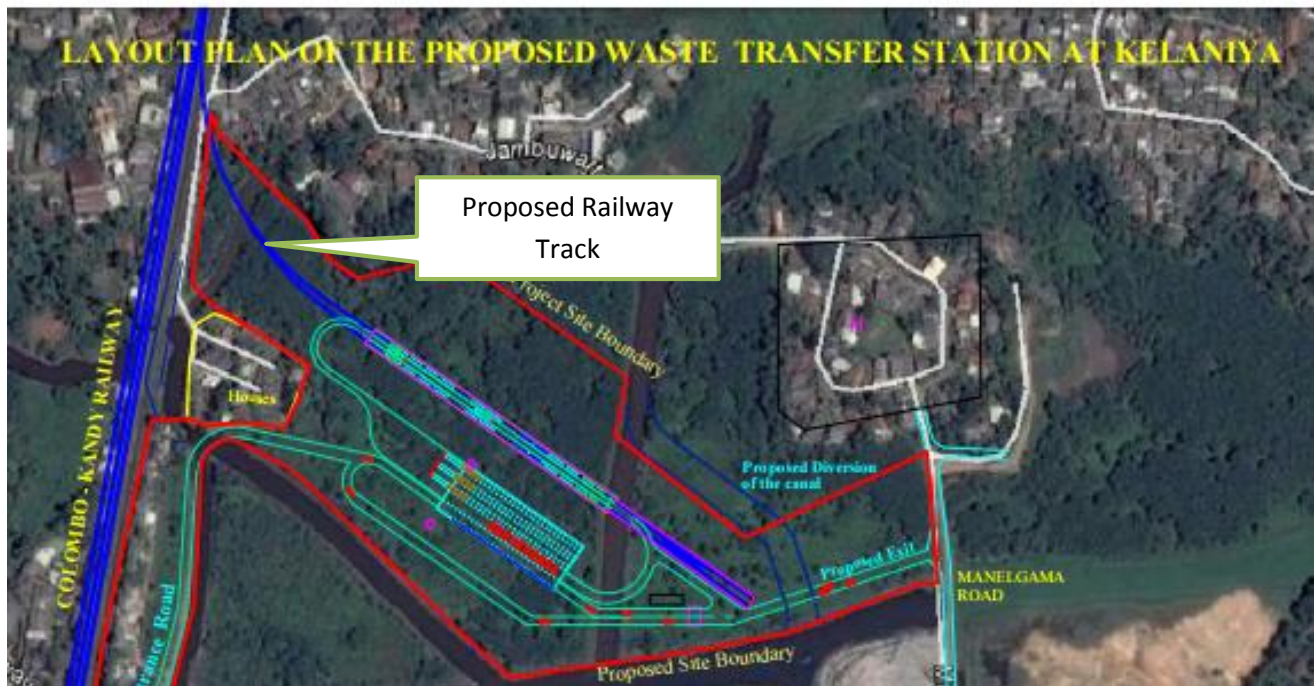 LAYOUT PLAN OF THE PROPOSED WASTE TRANSFER STATION AT KELANIYA
Proposed Railway
Track
Project Site Boundary
COLOMBO - KANDY RAILWAY
Houses
Proposed Diversion
of the canal
Proposed Exit
MANELGAMA
ROAD
Proposed Site Boundary